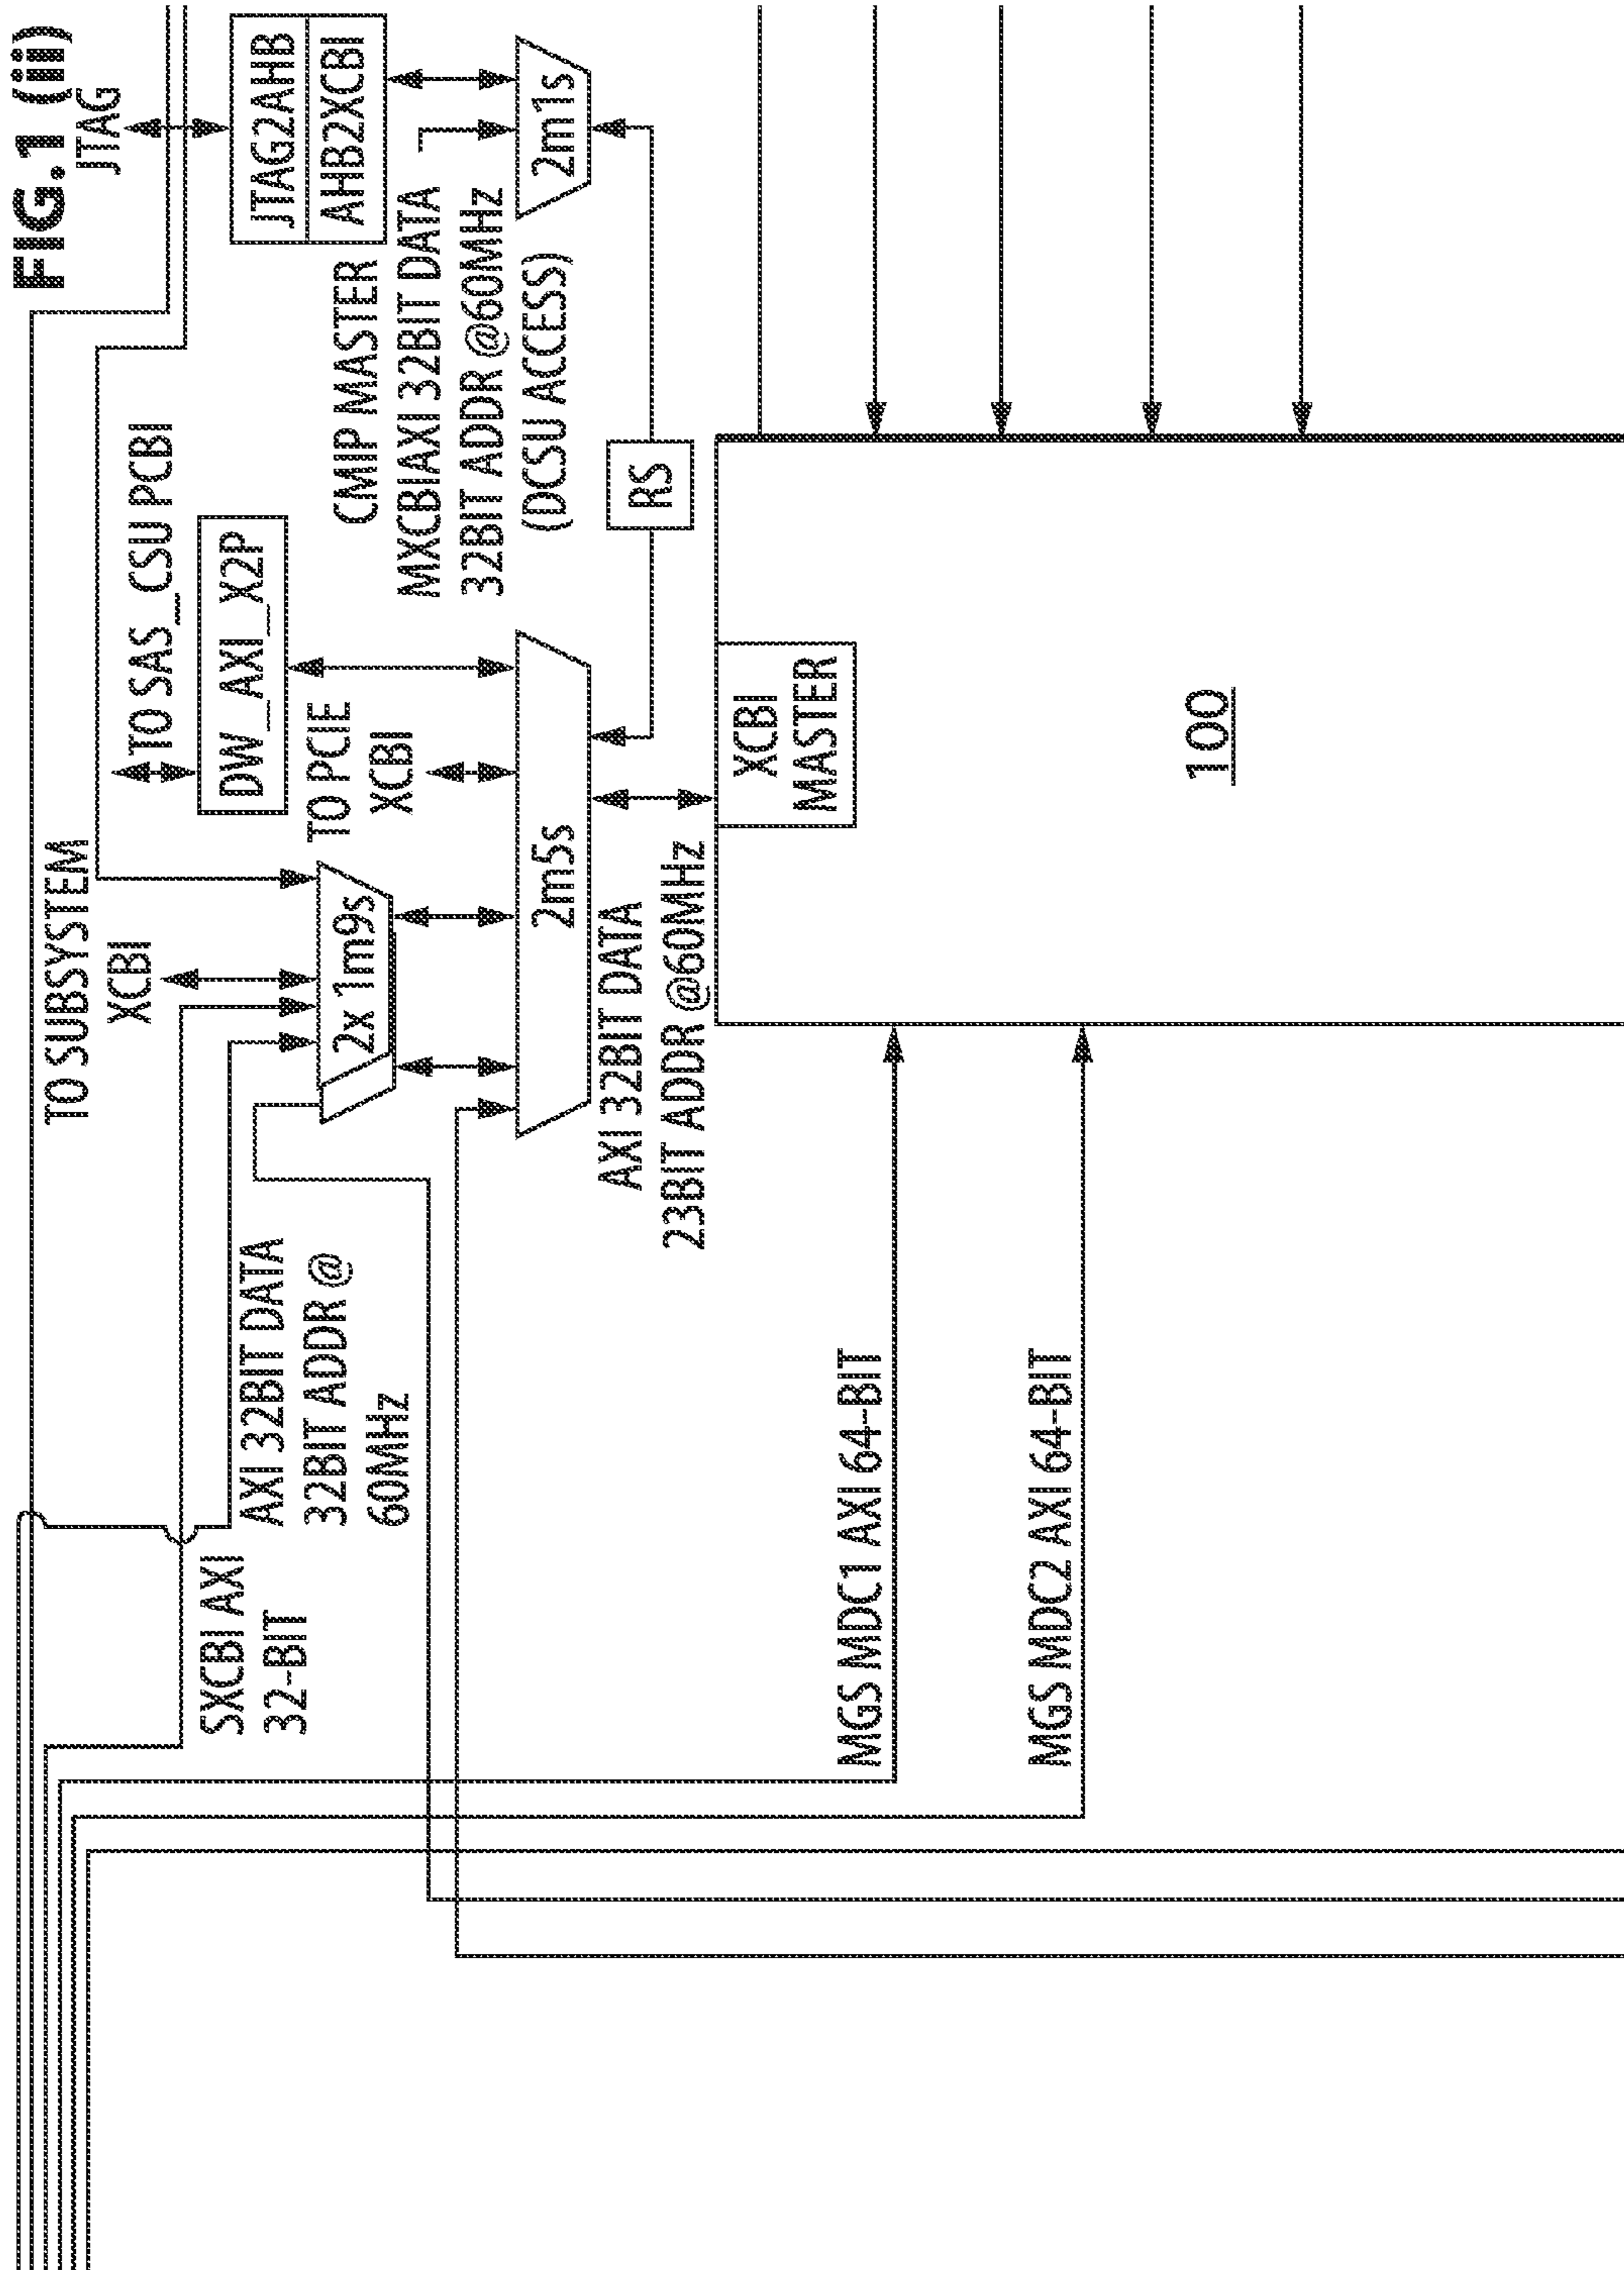 FIG.1 (ii)
JTAG
JTAG2AHB
AHB2XCBI
CMIP MASTER
MXCBIAXI 32BIT DATA
32BIT ADDR @60MHz
(DCSU ACCESS)
2m1s
RS
TO SAS_CSU PCBI
DW_AXI_X2P
TO PCIE
XCBI
TO SUBSYSTEM
XCBI
2x 1m9s
2m5s
AXI 32BIT DATA
23BIT ADDR @60MHz
XCBI
MASTER
100
AXI 32BIT DATA
32BIT ADDR @
60MHz
SXCBI AXI
32-BIT
MGS MDC1 AXI 64-BIT
MGS MDC2 AXI 64-BIT